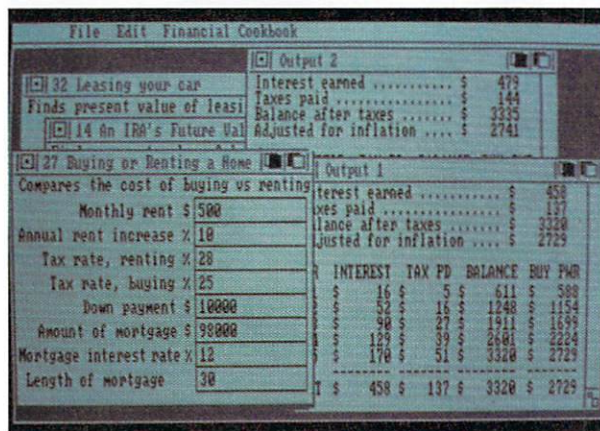 File Edit Financial Cookbook
Output 2
Interest earned ........... $ 479
Taxes paid ................ $ 144
Balance after taxes ....... $ 3335
Adjusted for inflation .... $ 2741
32 Leasing your car
Finds present value of leasi
14 An IRA's Future Val
27 Buying or Renting a Home
Compares the cost of buying vs renting
Monthly rent $ 500
Annual rent increase % 10
Tax rate, renting % 28
Tax rate, buying % 25
Down payment $ 10000
Amount of mortgage $ 98000
Mortgage interest rate % 12
Length of mortgage 30
Output 1
terest earned ........... $ 458
xes paid ................ $ 137
lance after taxes ....... $ 3320
justed for inflation .... $ 2729
R INTEREST TAX PD BALANCE BUY PWR
$ 16 $ 5 $ 611 $ 588
$ 52 $ 16 $ 1248 $ 1154
$ 90 $ 27 $ 1911 $ 1699
$ 129 $ 39 $ 2601 $ 2224
$ 170 $ 51 $ 3320 $ 2729
T $ 458 $ 137 $ 3320 $ 2729